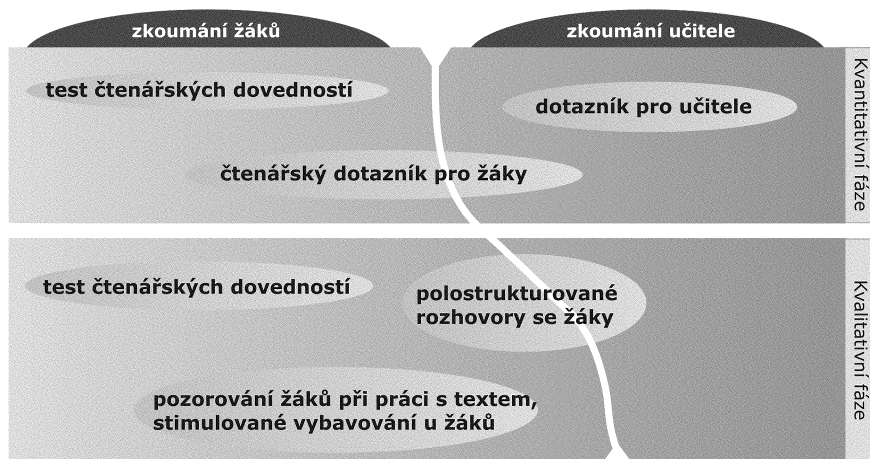 zkoumání žáků
zkoumání učitele
test čtenářských dovedností
dotazník pro učitele
čtenářský dotazník pro žáky
Kvantitativní fáze
test čtenářských dovedností
polostrukturované
rozhovory se žáky
pozorování žáků při práci s textem,
stimulované vybavování u žáků
Kvalitativní fáze